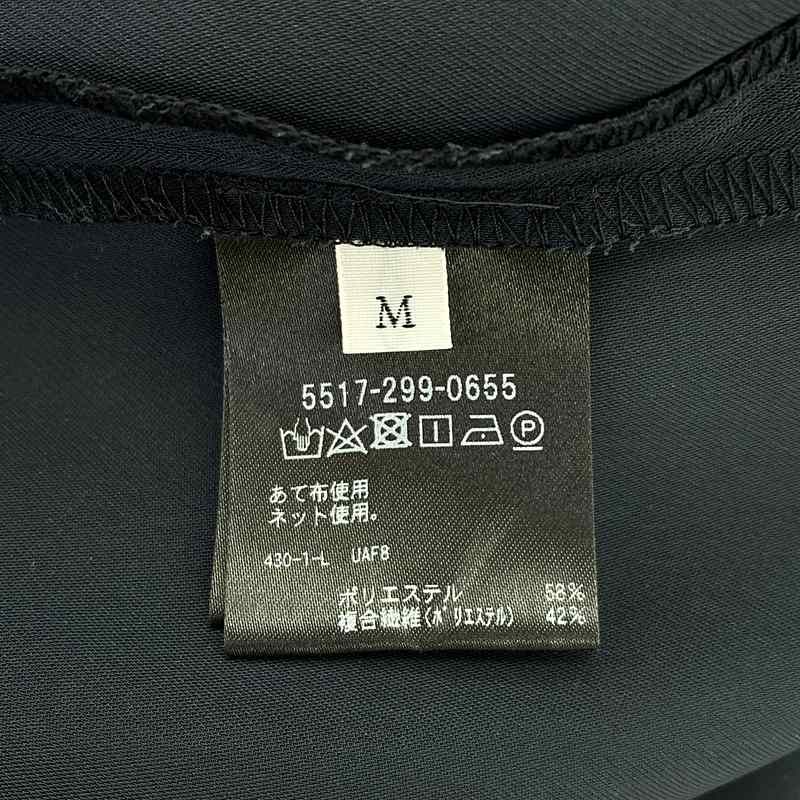 M
5517-299-0655
P
あて布使用
ネット使用。
430-1-L UAF8
ポリエステル 58%
複合繊維(ポリエステル) 42%